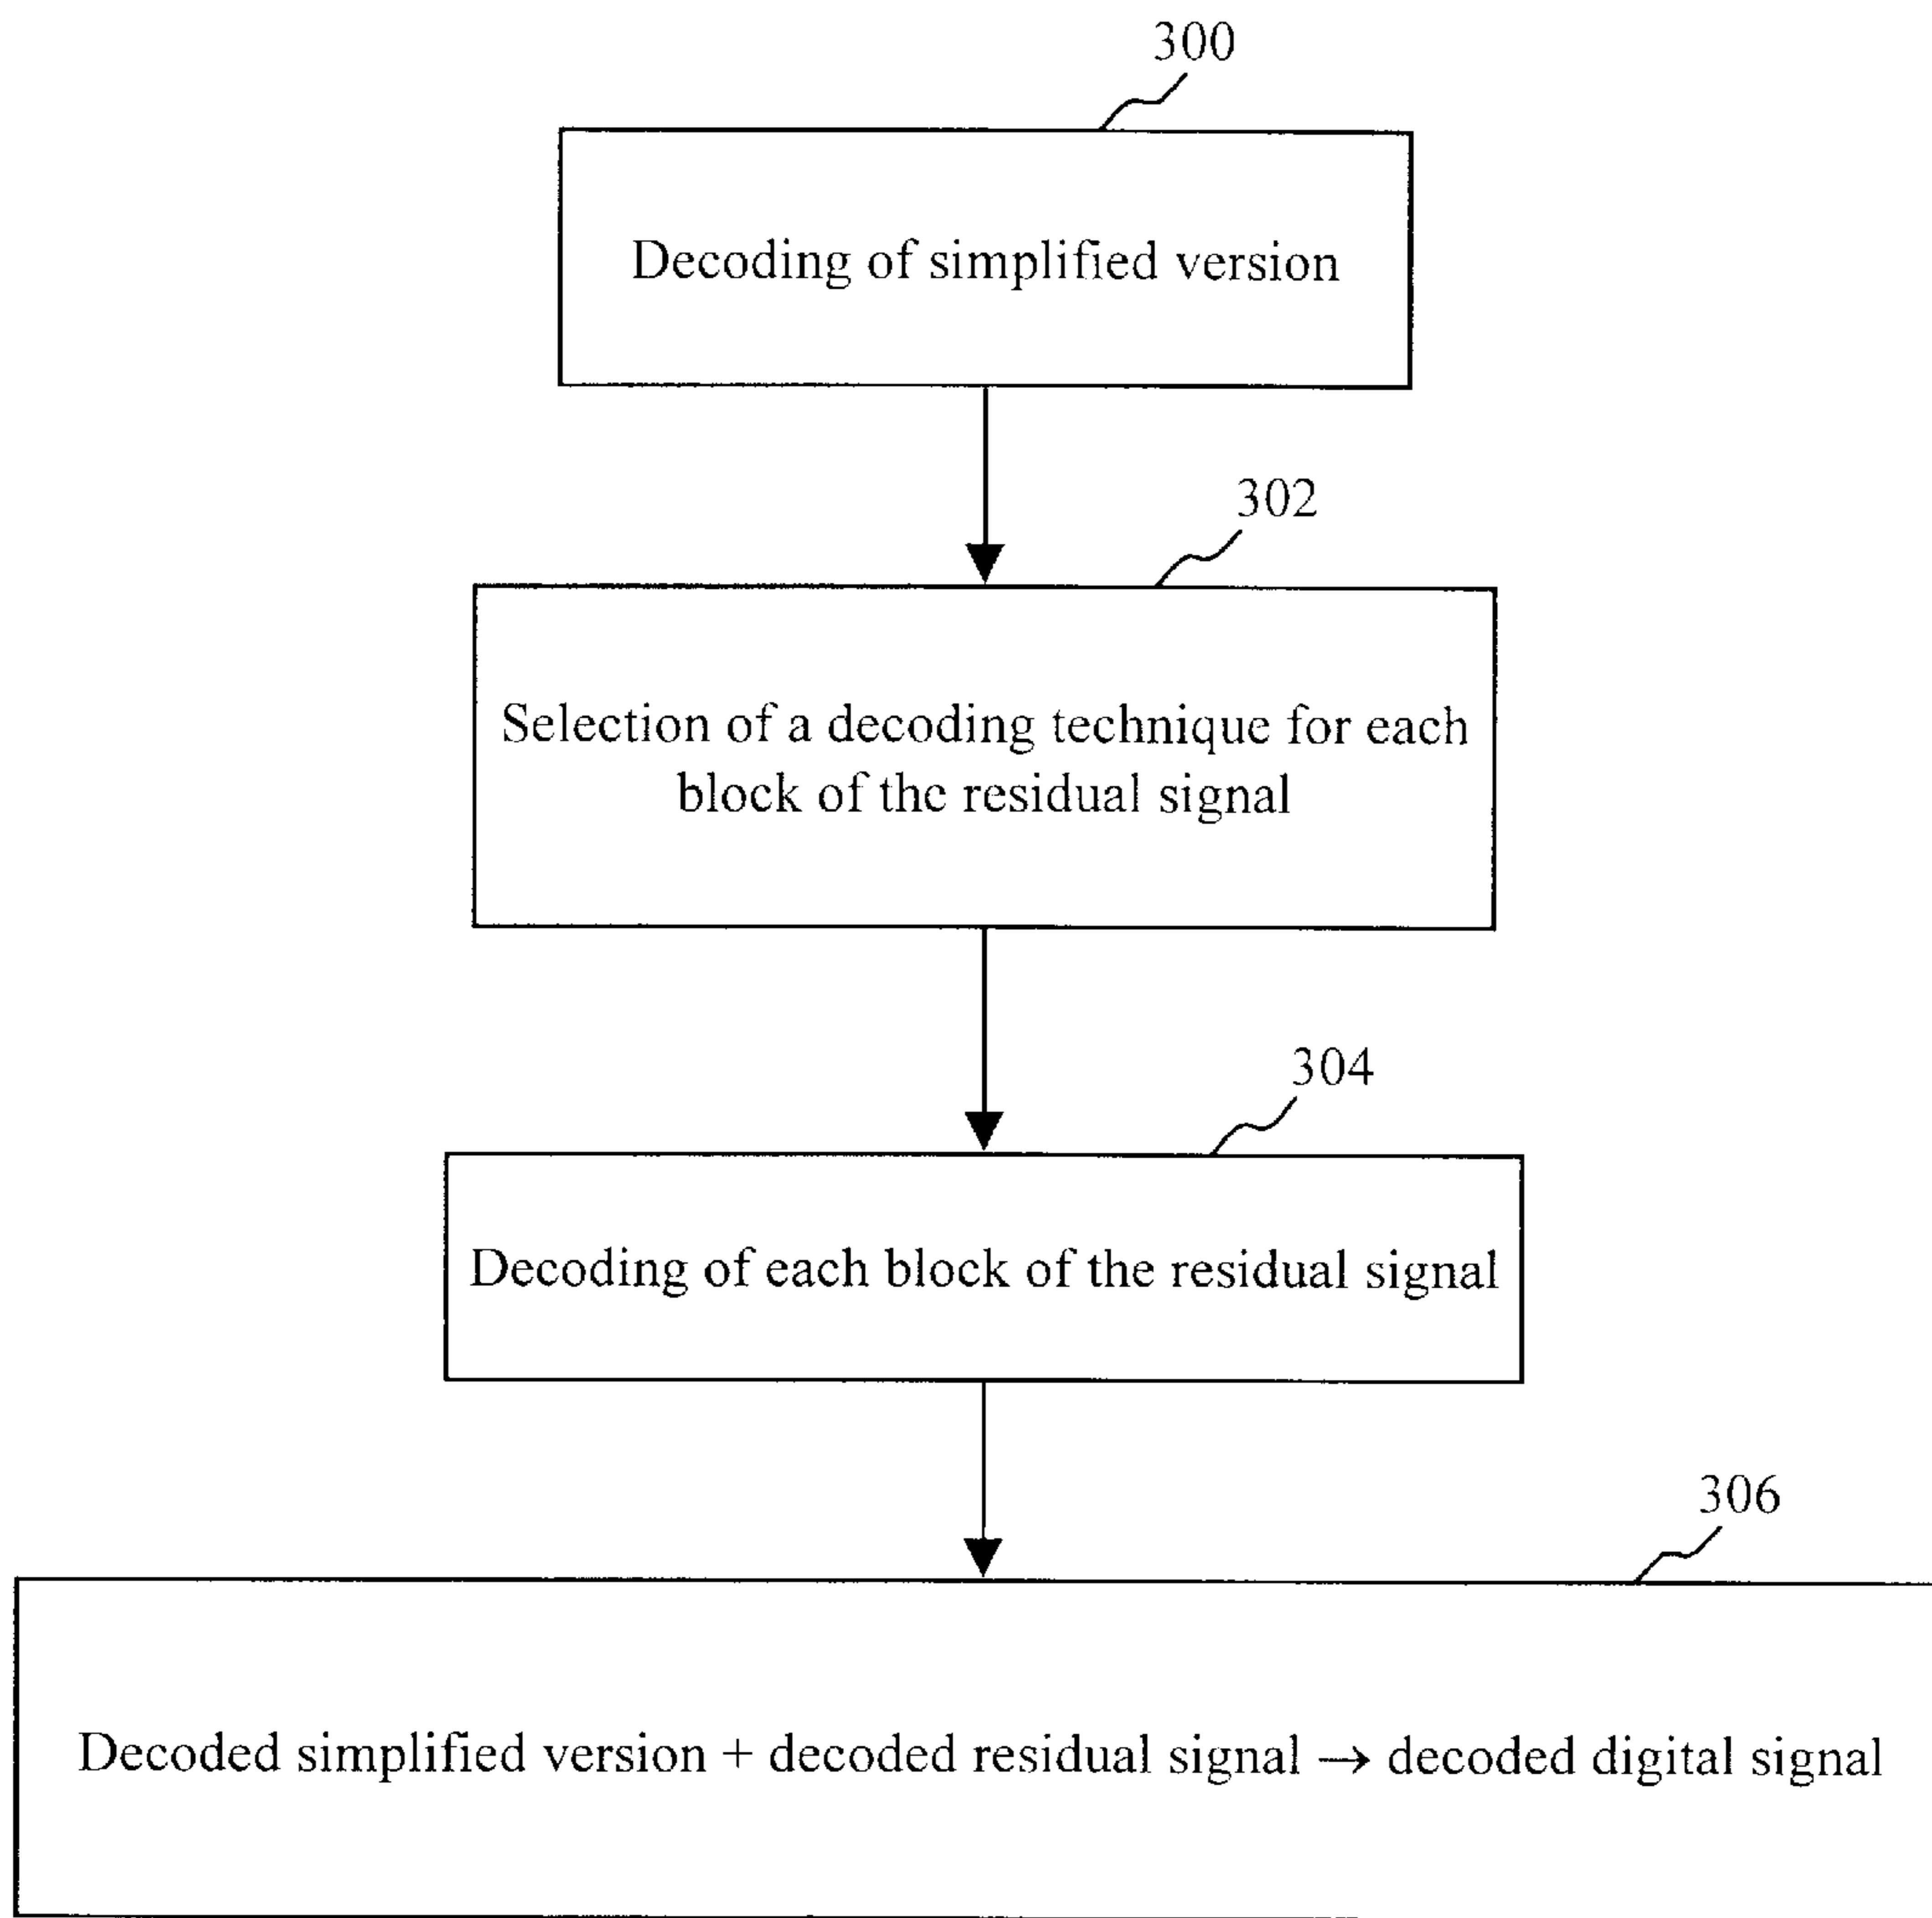 300
Decoding of simplified version
302
Selection of a decoding technique for each
block of the residual signal
304
Decoding of each block of the residual signal
306
Decoded simplified version + decoded residual signal → decoded digital signal